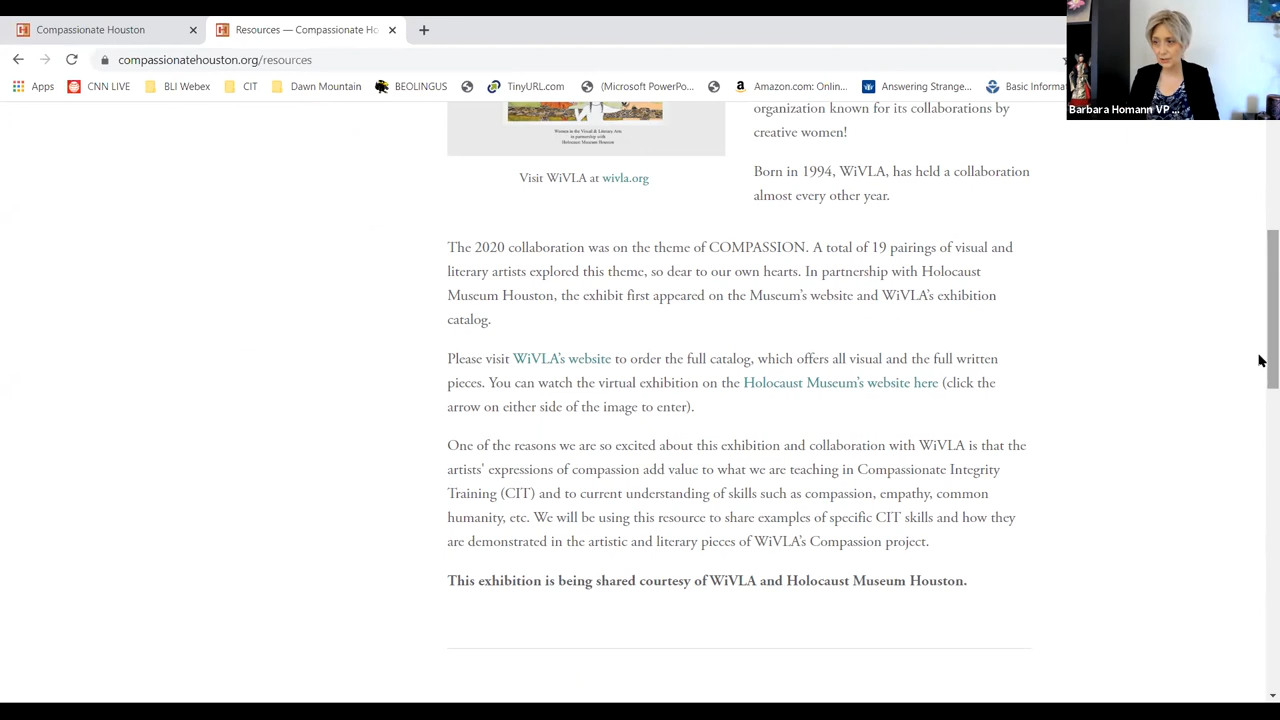 Compassionate Houston
Resources — Compassionate Ho
compassionatehouston.org/resources
Apps
CNN LIVE
BLI Webex
CIT
Dawn Mountain
BEOLINGUS
TinyURL.com
(Microsoft PowerPo...
Amazon.com: Onlin...
Answering Strange...
Basic Informa
Barbara Homann VP ...
Women in the Visual & Literary Arts
in partnership with
Holocaust Museum Houston
Visit WiVLA at wivla.org
organization known for its collaborations by
creative women!
Born in 1994, WiVLA, has held a collaboration
almost every other year.
The 2020 collaboration was on the theme of COMPASSION. A total of 19 pairings of visual and
literary artists explored this theme, so dear to our own hearts. In partnership with Holocaust
Museum Houston, the exhibit first appeared on the Museum's website and WiVLA's exhibition
catalog.
Please visit WiVLA's website to order the full catalog, which offers all visual and the full written
pieces. You can watch the virtual exhibition on the Holocaust Museum's website here (click the
arrow on either side of the image to enter).
One of the reasons we are so excited about this exhibition and collaboration with WiVLA is that the
artists' expressions of compassion add value to what we are teaching in Compassionate Integrity
Training (CIT) and to current understanding of skills such as compassion, empathy, common
humanity, etc. We will be using this resource to share examples of specific CIT skills and how they
are demonstrated in the artistic and literary pieces of WiVLA's Compassion project.
This exhibition is being shared courtesy of WiVLA and Holocaust Museum Houston.